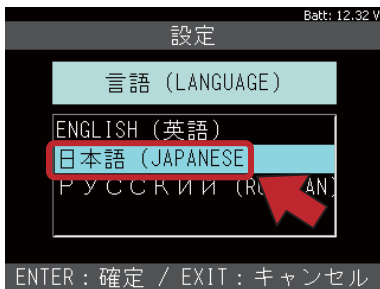 Batt: 12.32 V
設定
言語 (LANGUAGE)
ENGLISH (英語)
日本語 (JAPANESE
РУССКИЙ
ENTER:確定 / EXIT:キャンセル